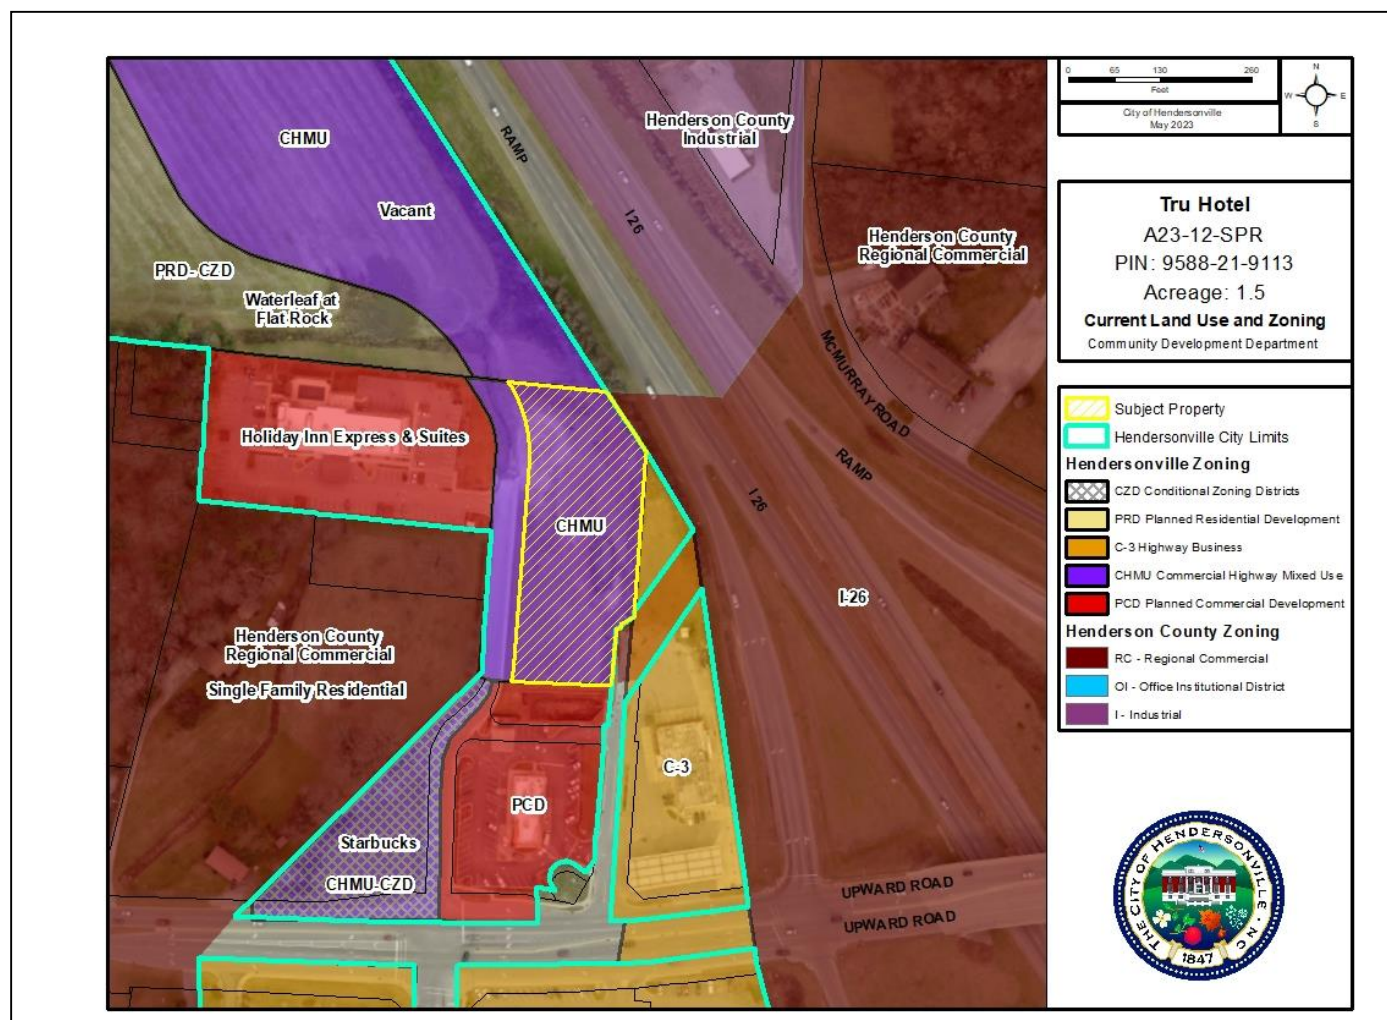 CHMU
Vacant
PRD-CZD
Waterleaf at
Flat Rock
Holiday Inn Express & Suites
CHMU
Henderson County
Regional Commercial
Single Family Residential
Starbucks
CHMU-CZD
PCD
C-3
RAMP
I 26
Henderson County
Industrial
Henderson County
Regional Commercial
MCMURRAY ROAD
RAMP
I 26
I-26
UPWARD ROAD
UPWARD ROAD
0 65 130 260
Feet
City of Hendersonville
May 2023
N
W E
S
Tru Hotel
A23-12-SPR
PIN: 9588-21-9113
Acreage: 1.5
Current Land Use and Zoning
Community Development Department
Subject Property
Hendersonville City Limits
Hendersonville Zoning
CZD Conditional Zoning Districts
PRD Planned Residential Development
C-3 Highway Business
CHMU Commercial Highway Mixed Use
PCD Planned Commercial Development
Henderson County Zoning
RC - Regional Commercial
OI - Office Institutional District
I - Industrial
THE CITY OF HENDERSONVILLE, NC
1847